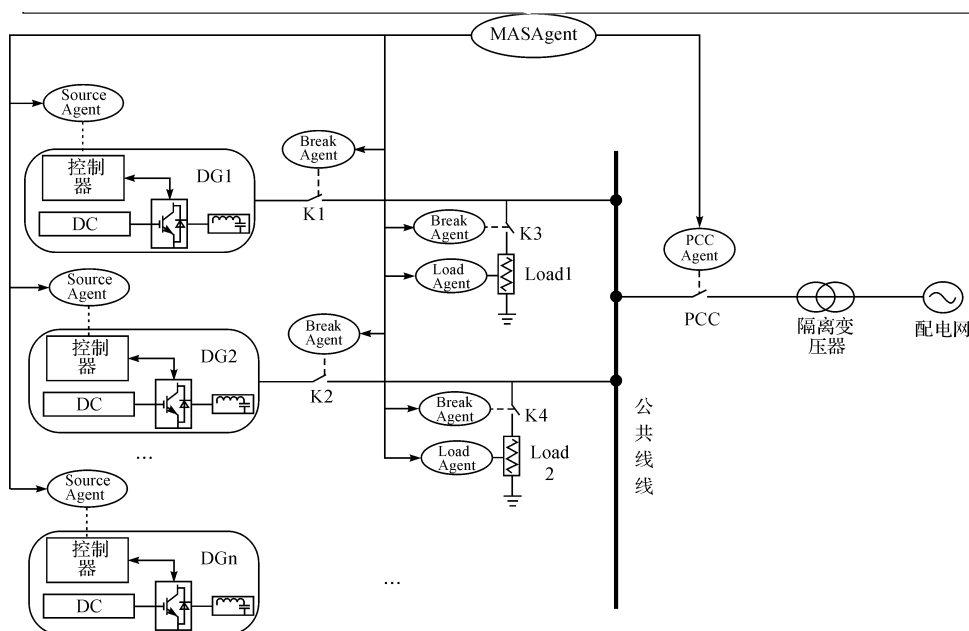 MASAgent
Source
Agent
控制
器
DG1
DC
Break
Agent
K1
Break
Agent
K3
Load
Agent
Load1
PCC
Agent
PCC
隔离变
压器
配电网
Source
Agent
控制
器
DG2
DC
Break
Agent
K2
Break
Agent
K4
Load
Agent
Load
2
公
共
线
线
...
Source
Agent
控制
器
DGn
DC
...